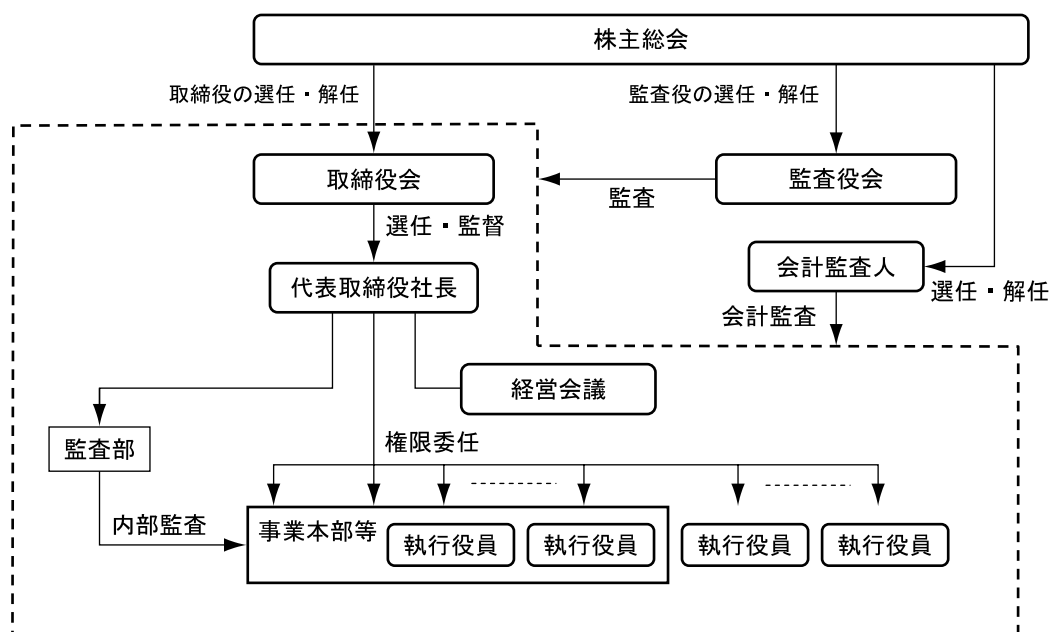 株主総会
取締役の選任・解任
監査役の選任・解任
取締役会
監査役会
監査
選任・監督
会計監査人
代表取締役社長
選任・解任
会計監査
経営会議
権限委任
監査部
内部監査
事業本部等
執行役員
執行役員
執行役員
執行役員